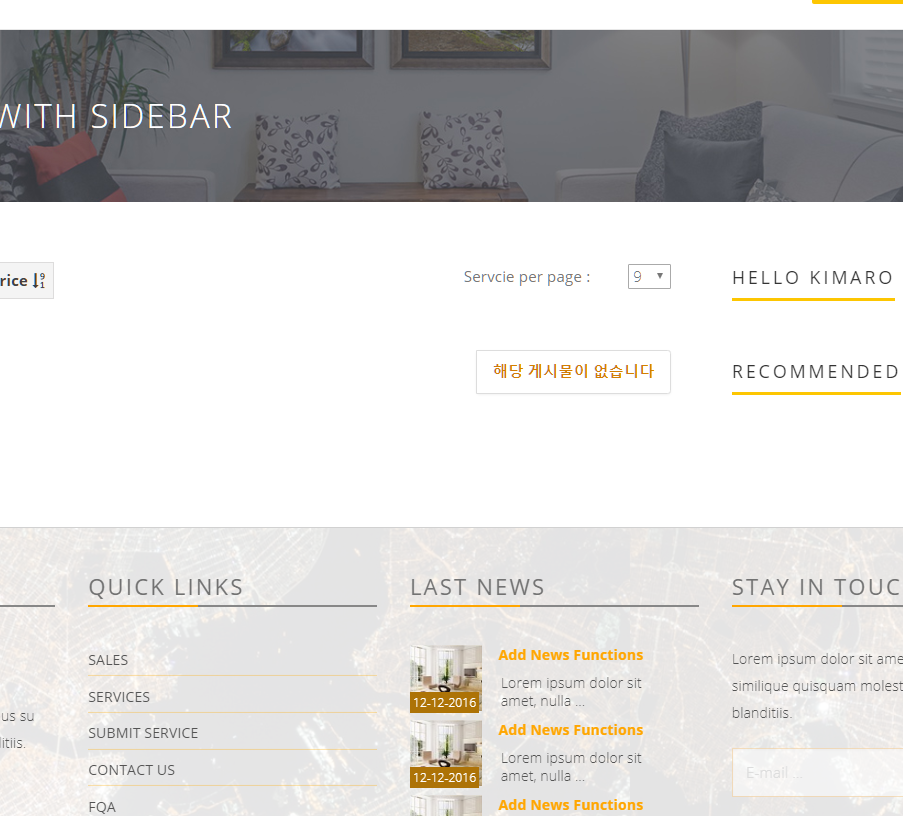 WITH SIDEBAR
rice
Servcie per page :
9
HELLO KIMARO
해당 게시물이 없습니다
RECOMMENDED
QUICK LINKS
SALES
SERVICES
SUBMIT SERVICE
CONTACT US
FQA
us su
itiis.
LAST NEWS
12-12-2016
Add News Functions
Lorem ipsum dolor sit
amet, nulla ...
12-12-2016
Add News Functions
Lorem ipsum dolor sit
amet, nulla ...
Add News Functions
STAY IN TOUC
Lorem ipsum dolor sit ame
similique quisquam molest
blanditiis.
E-mail ...